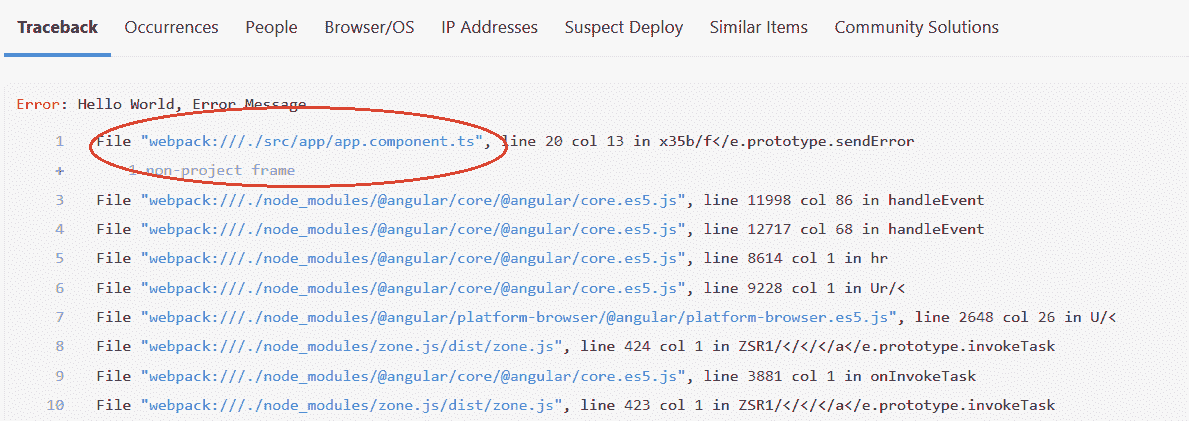 Traceback Occurrences People Browser/OS IP Addresses Suspect Deploy Similar Items Community Solutions
Error: Hello World, Error Message
1 File "webpack:///./src/app/app.component.ts", line 20 col 13 in x35b/f</e.prototype.sendError
+ 1 non-project frame
3 File "webpack:///./node_modules/@angular/core/@angular/core.es5.js", line 11998 col 86 in handleEvent
4 File "webpack:///./node_modules/@angular/core/@angular/core.es5.js", line 12717 col 68 in handleEvent
5 File "webpack:///./node_modules/@angular/core/@angular/core.es5.js", line 8614 col 1 in hr
6 File "webpack:///./node_modules/@angular/core/@angular/core.es5.js", line 9228 col 1 in Ur/<
7 File "webpack:///./node_modules/@angular/platform-browser/@angular/platform-browser.es5.js", line 2648 col 26 in U/<
8 File "webpack:///./node_modules/zone.js/dist/zone.js", line 424 col 1 in ZSR1/</</</a</e.prototype.invokeTask
9 File "webpack:///./node_modules/@angular/core/@angular/core.es5.js", line 3881 col 1 in onInvokeTask
10 File "webpack:///./node_modules/zone.js/dist/zone.js", line 423 col 1 in ZSR1/</</</a</e.prototype.invokeTask